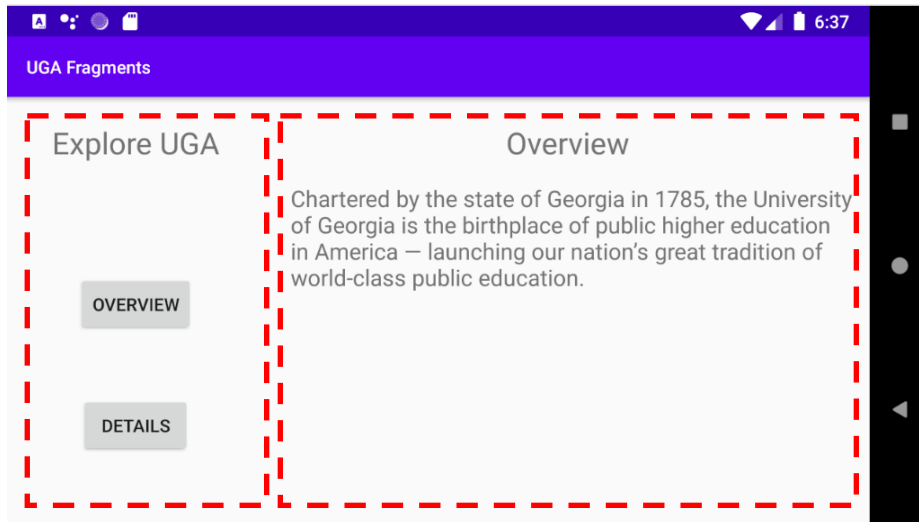 6:37
UGA Fragments
Explore UGA
OVERVIEW
DETAILS
Overview
Chartered by the state of Georgia in 1785, the University
of Georgia is the birthplace of public higher education
in America — launching our nation’s great tradition of
world-class public education.